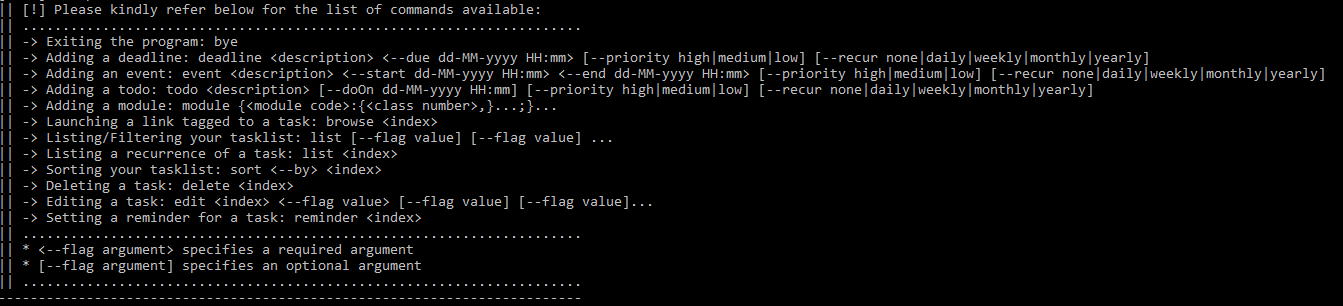 || [!] Please kindly refer below for the list of commands available:
|| ......................................................................
|| -> Exiting the program: bye
|| -> Adding a deadline: deadline <description> <--due dd-MM-yyyy HH:mm> [--priority high|medium|low] [--recur none|daily|weekly|monthly|yearly]
|| -> Adding an event: event <description> <--start dd-MM-yyyy HH:mm> <--end dd-MM-yyyy HH:mm> [--priority high|medium|low] [--recur none|daily|weekly|monthly|yearly]
|| -> Adding a todo: todo <description> [--doOn dd-MM-yyyy HH:mm] [--priority high|medium|low] [--recur none|daily|weekly|monthly|yearly]
|| -> Adding a module: module {<module code>:{<class number>,}...;}...
|| -> Launching a link tagged to a task: browse <index>
|| -> Listing/Filtering your tasklist: list [--flag value] [--flag value] ...
|| -> Listing a recurrence of a task: list <index>
|| -> Sorting your tasklist: sort <--by> <index>
|| -> Deleting a task: delete <index>
|| -> Editing a task: edit <index> <--flag value> [--flag value] [--flag value]...
|| -> Setting a reminder for a task: reminder <index>
|| ......................................................................
|| * <--flag argument> specifies a required argument
|| * [--flag argument] specifies an optional argument
|| ......................................................................
-------------------------------------------------------------------------